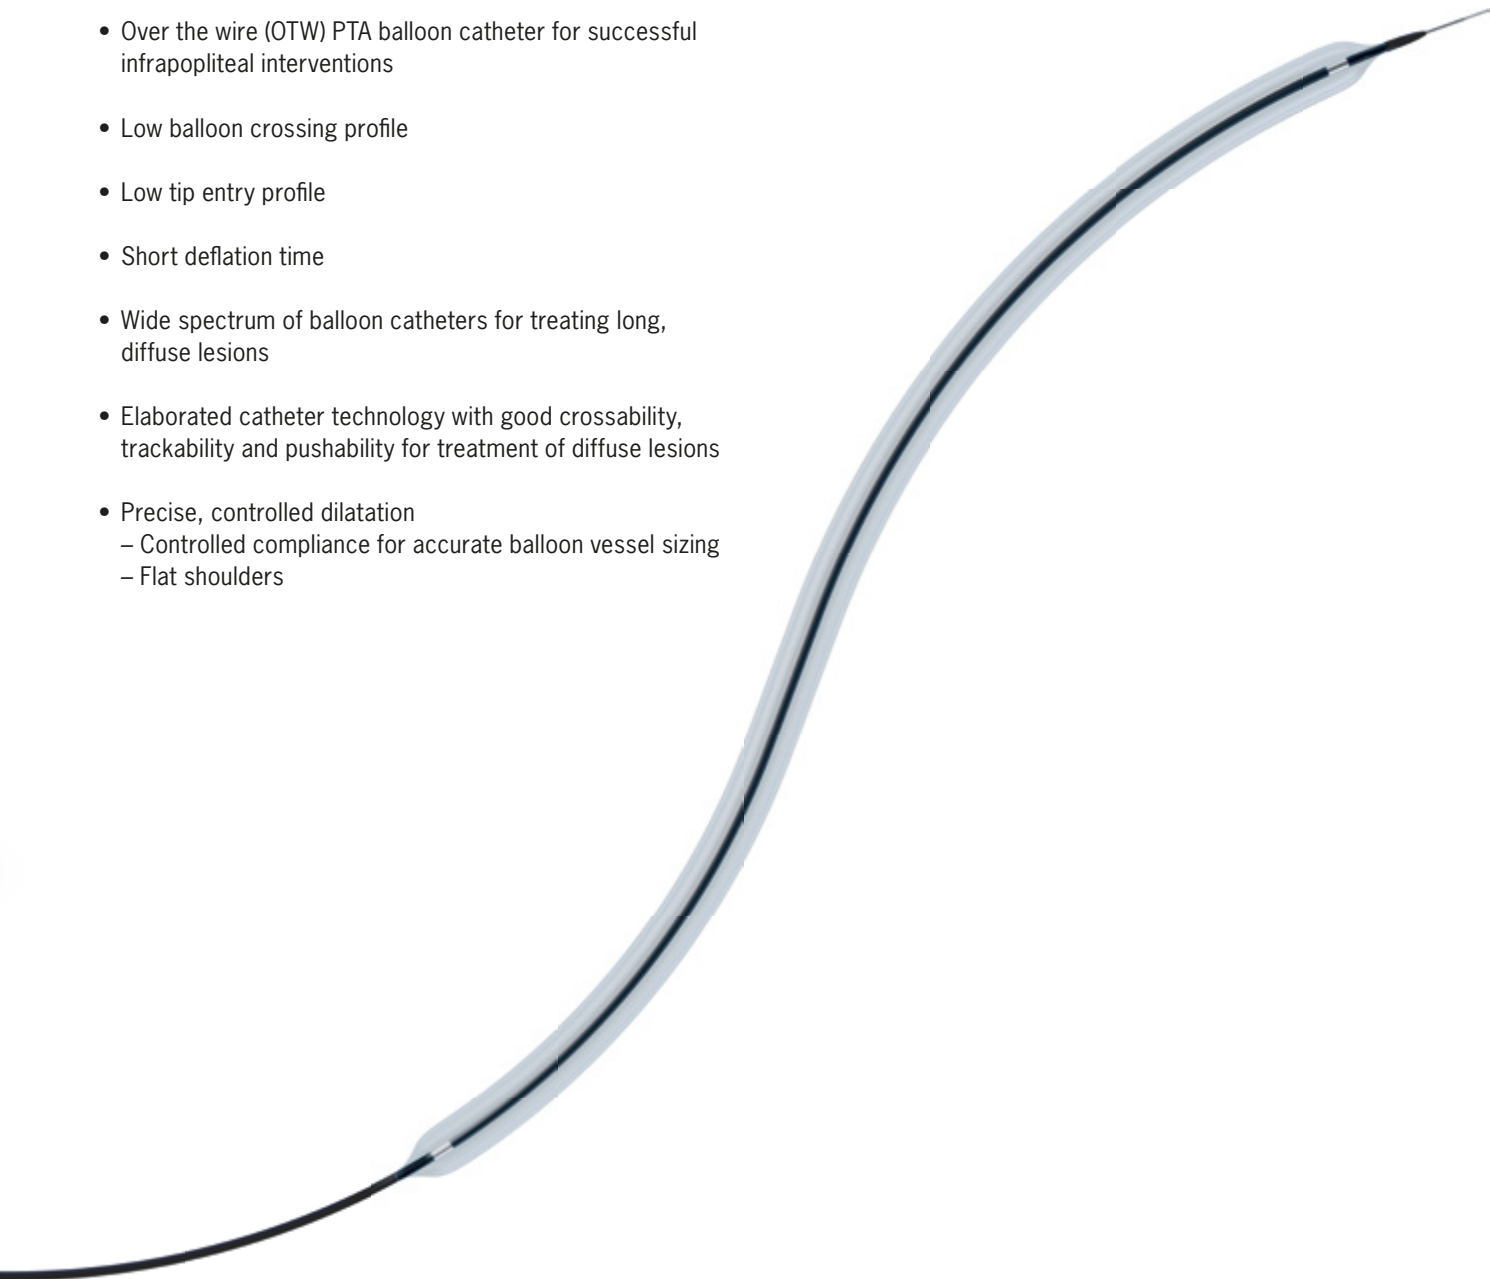 • Over the wire (OTW) PTA balloon catheter for successful
infrapopliteal interventions
• Low balloon crossing profile
• Low tip entry profile
• Short deflation time
• Wide spectrum of balloon catheters for treating long,
diffuse lesions
• Elaborated catheter technology with good crossability,
trackability and pushability for treatment of diffuse lesions
• Precise, controlled dilatation
– Controlled compliance for accurate balloon vessel sizing
– Flat shoulders